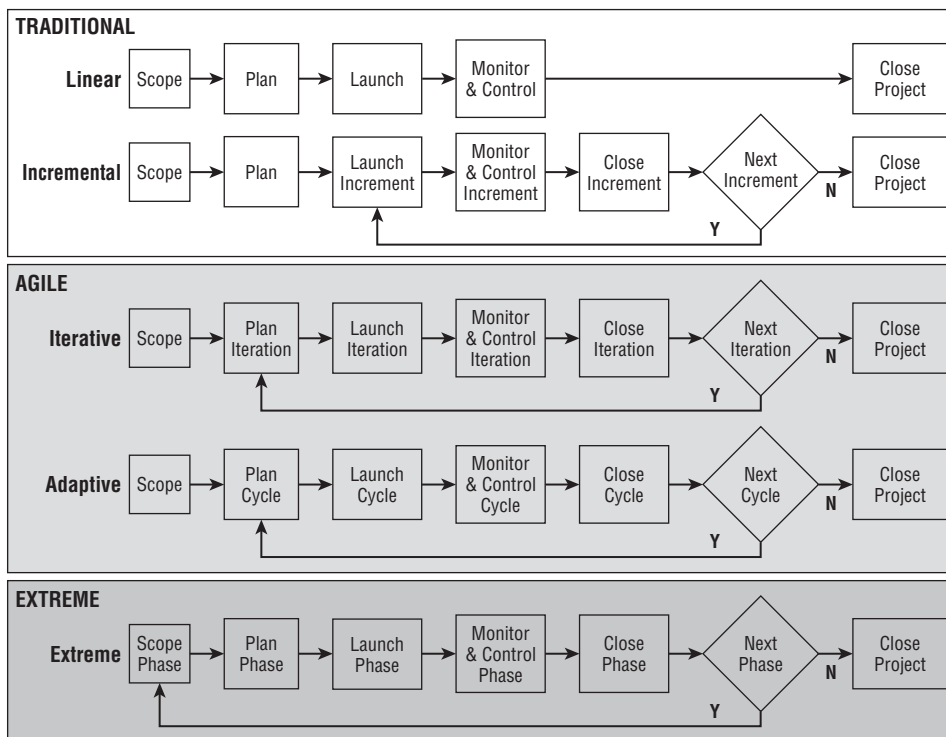 TRADITIONAL
Linear
Scope
Plan
Launch
Monitor
& Control
Close
Project
Incremental
Scope
Plan
Launch
Increment
Monitor
& Control
Increment
Close
Increment
Next
Increment
N
Close
Project
Y
AGILE
Iterative
Scope
Plan
Iteration
Launch
Iteration
Monitor
& Control
Iteration
Close
Iteration
Next
Iteration
N
Close
Project
Y
Adaptive
Scope
Plan
Cycle
Launch
Cycle
Monitor
& Control
Cycle
Close
Cycle
Next
Cycle
N
Close
Project
Y
EXTREME
Extreme
Scope
Phase
Plan
Phase
Launch
Phase
Monitor
& Control
Phase
Close
Phase
Next
Phase
N
Close
Project
Y